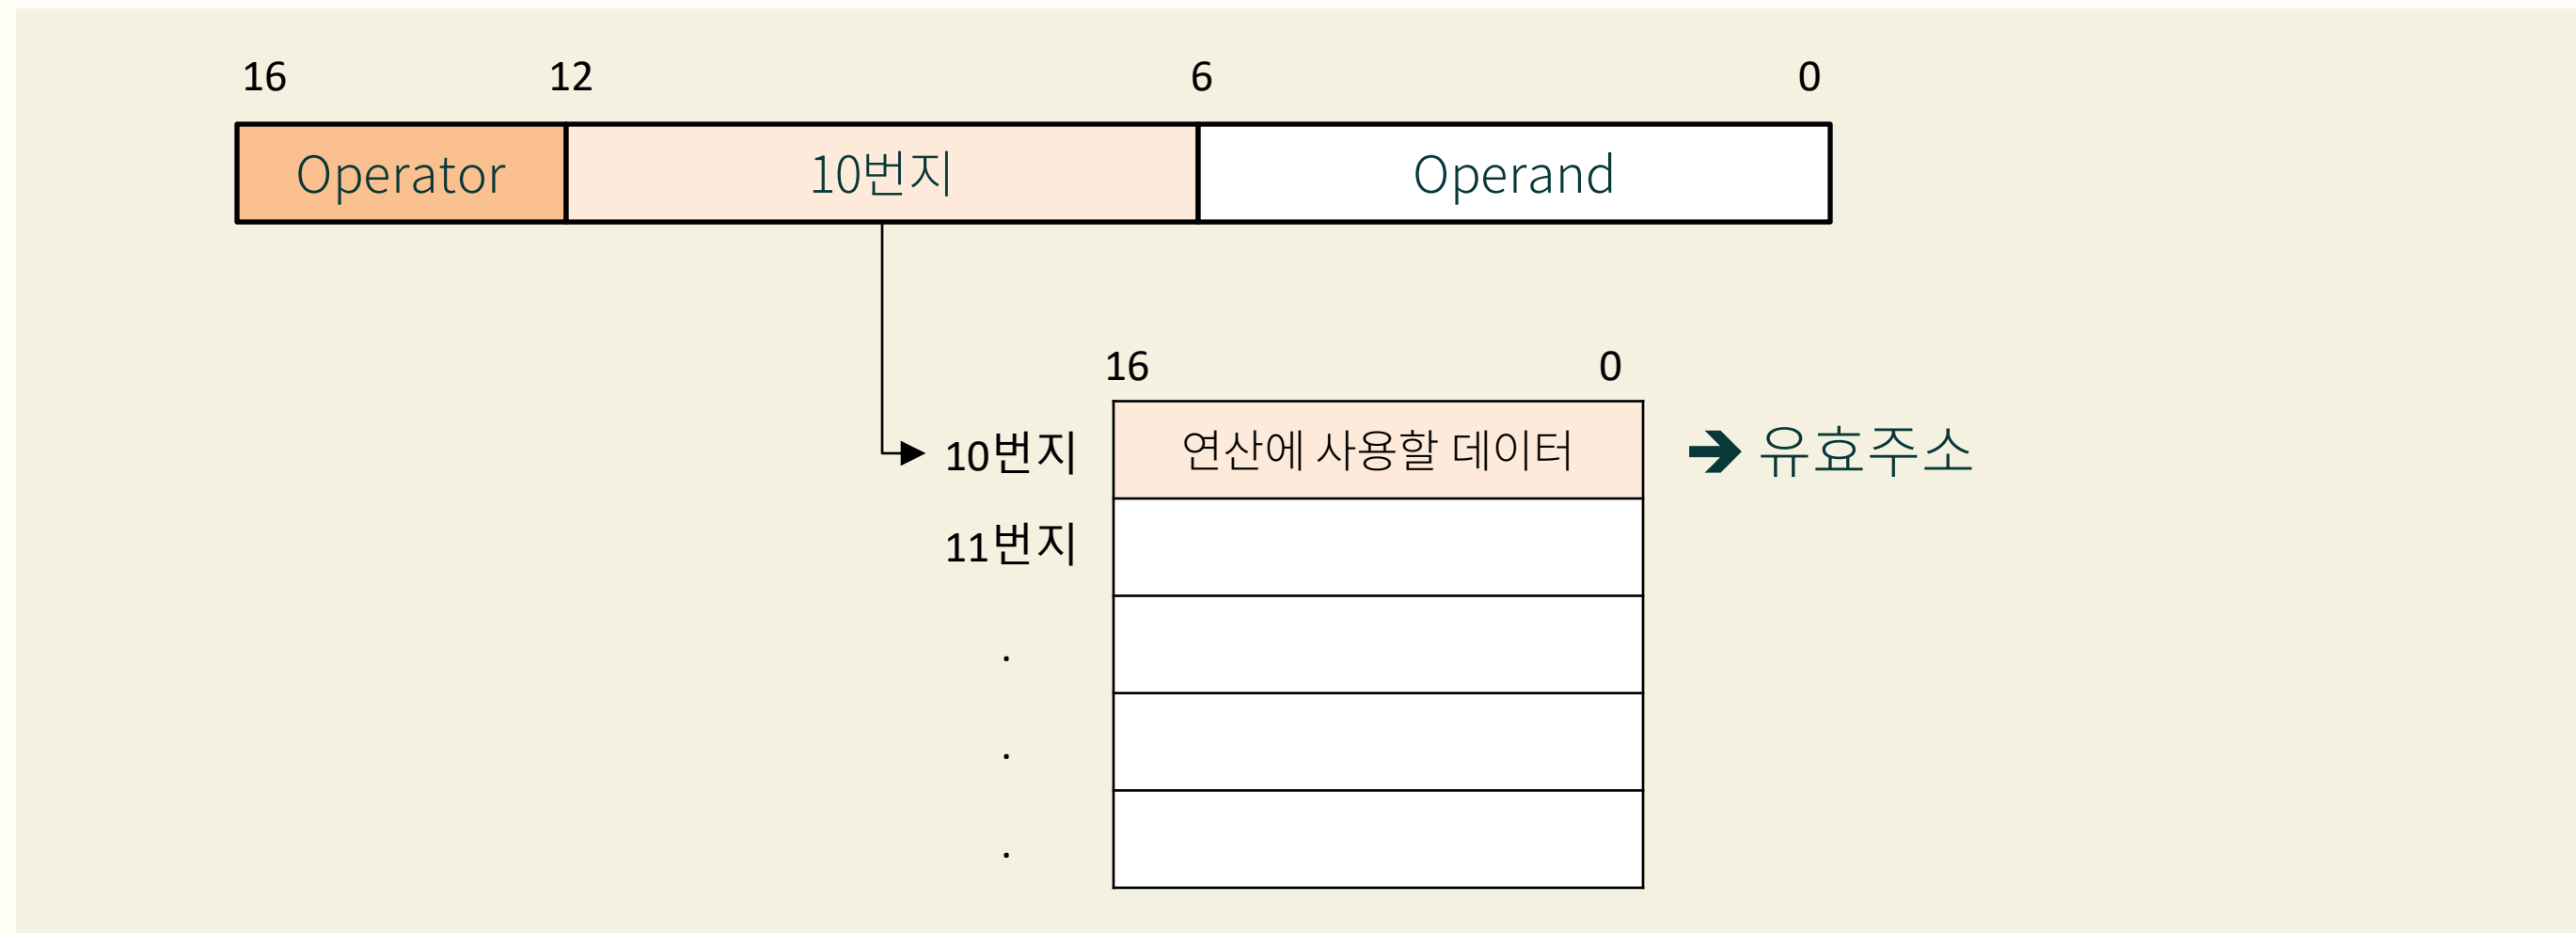 16 12 6 0
Operator 10번지 Operand
16 0
10번지 연산에 사용할 데이터 ➔ 유효주소
11번지
.
.
.